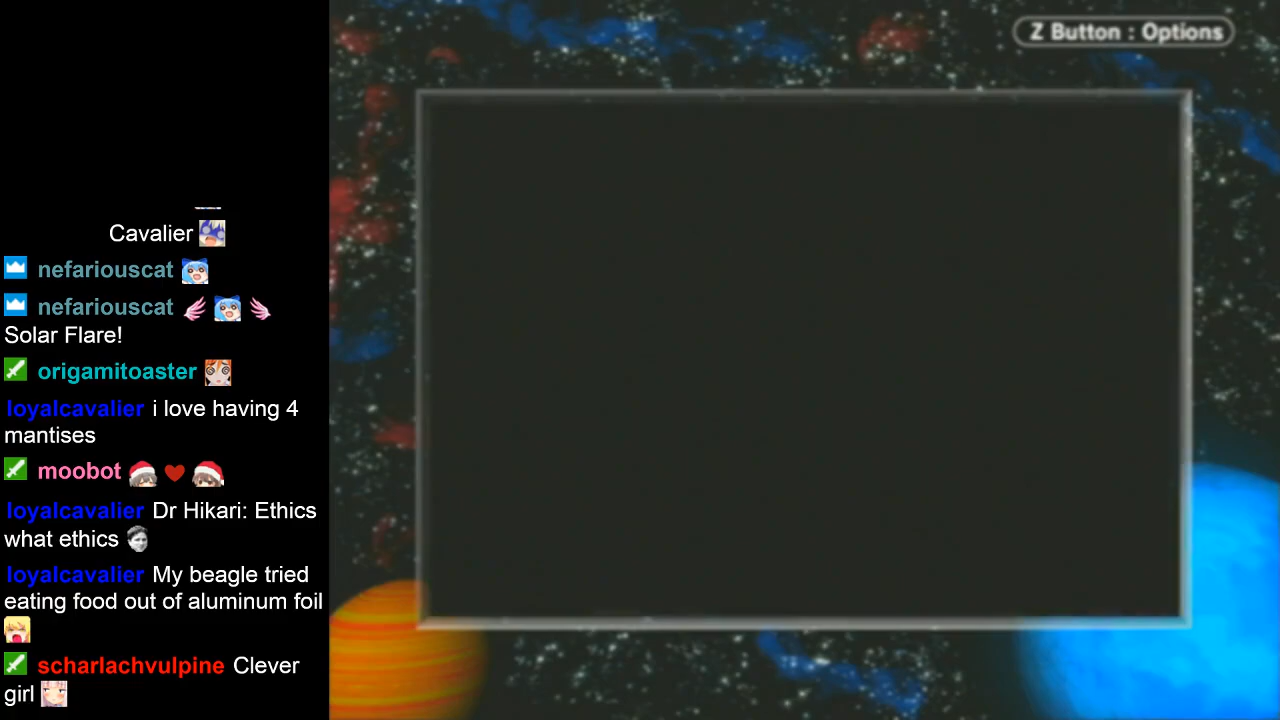 Z Button : Options
Cavalier
nefariouscat
nefariouscat
Solar Flare!
origamitoaster
loyalcavalier i love having 4
mantises
moobot
loyalcavalier Dr Hikari: Ethics
what ethics
loyalcavalier My beagle tried
eating food out of aluminum foil
scharlachvulpine Clever
girl